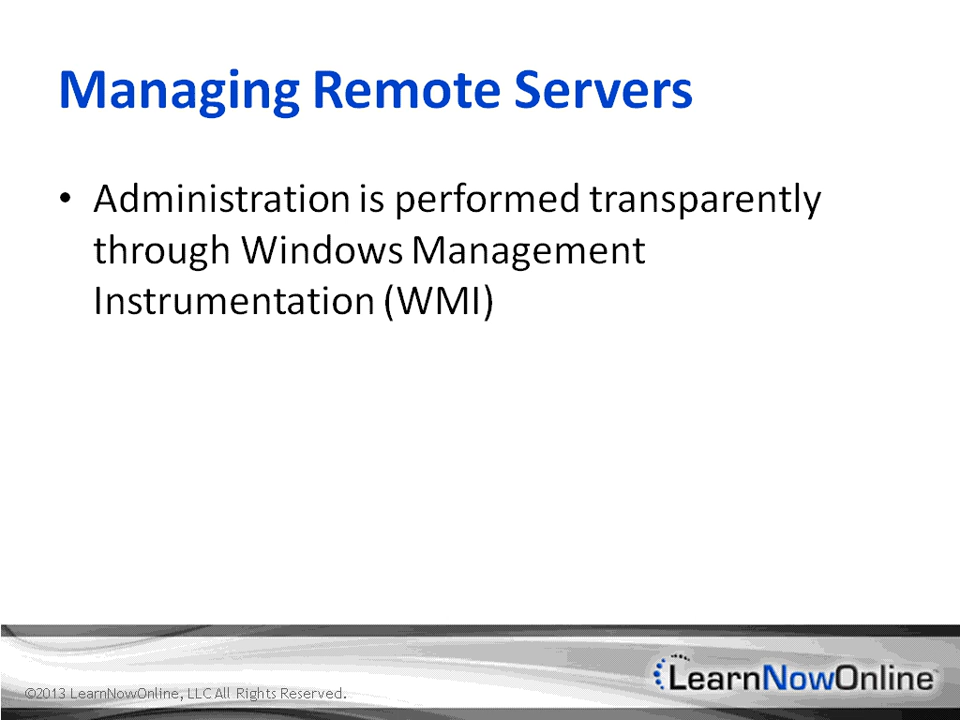 Managing Remote Servers
• Administration is performed transparently
through Windows Management
Instrumentation (WMI)
©2013 LearnNowOnline, LLC All Rights Reserved.
LearnNowOnline